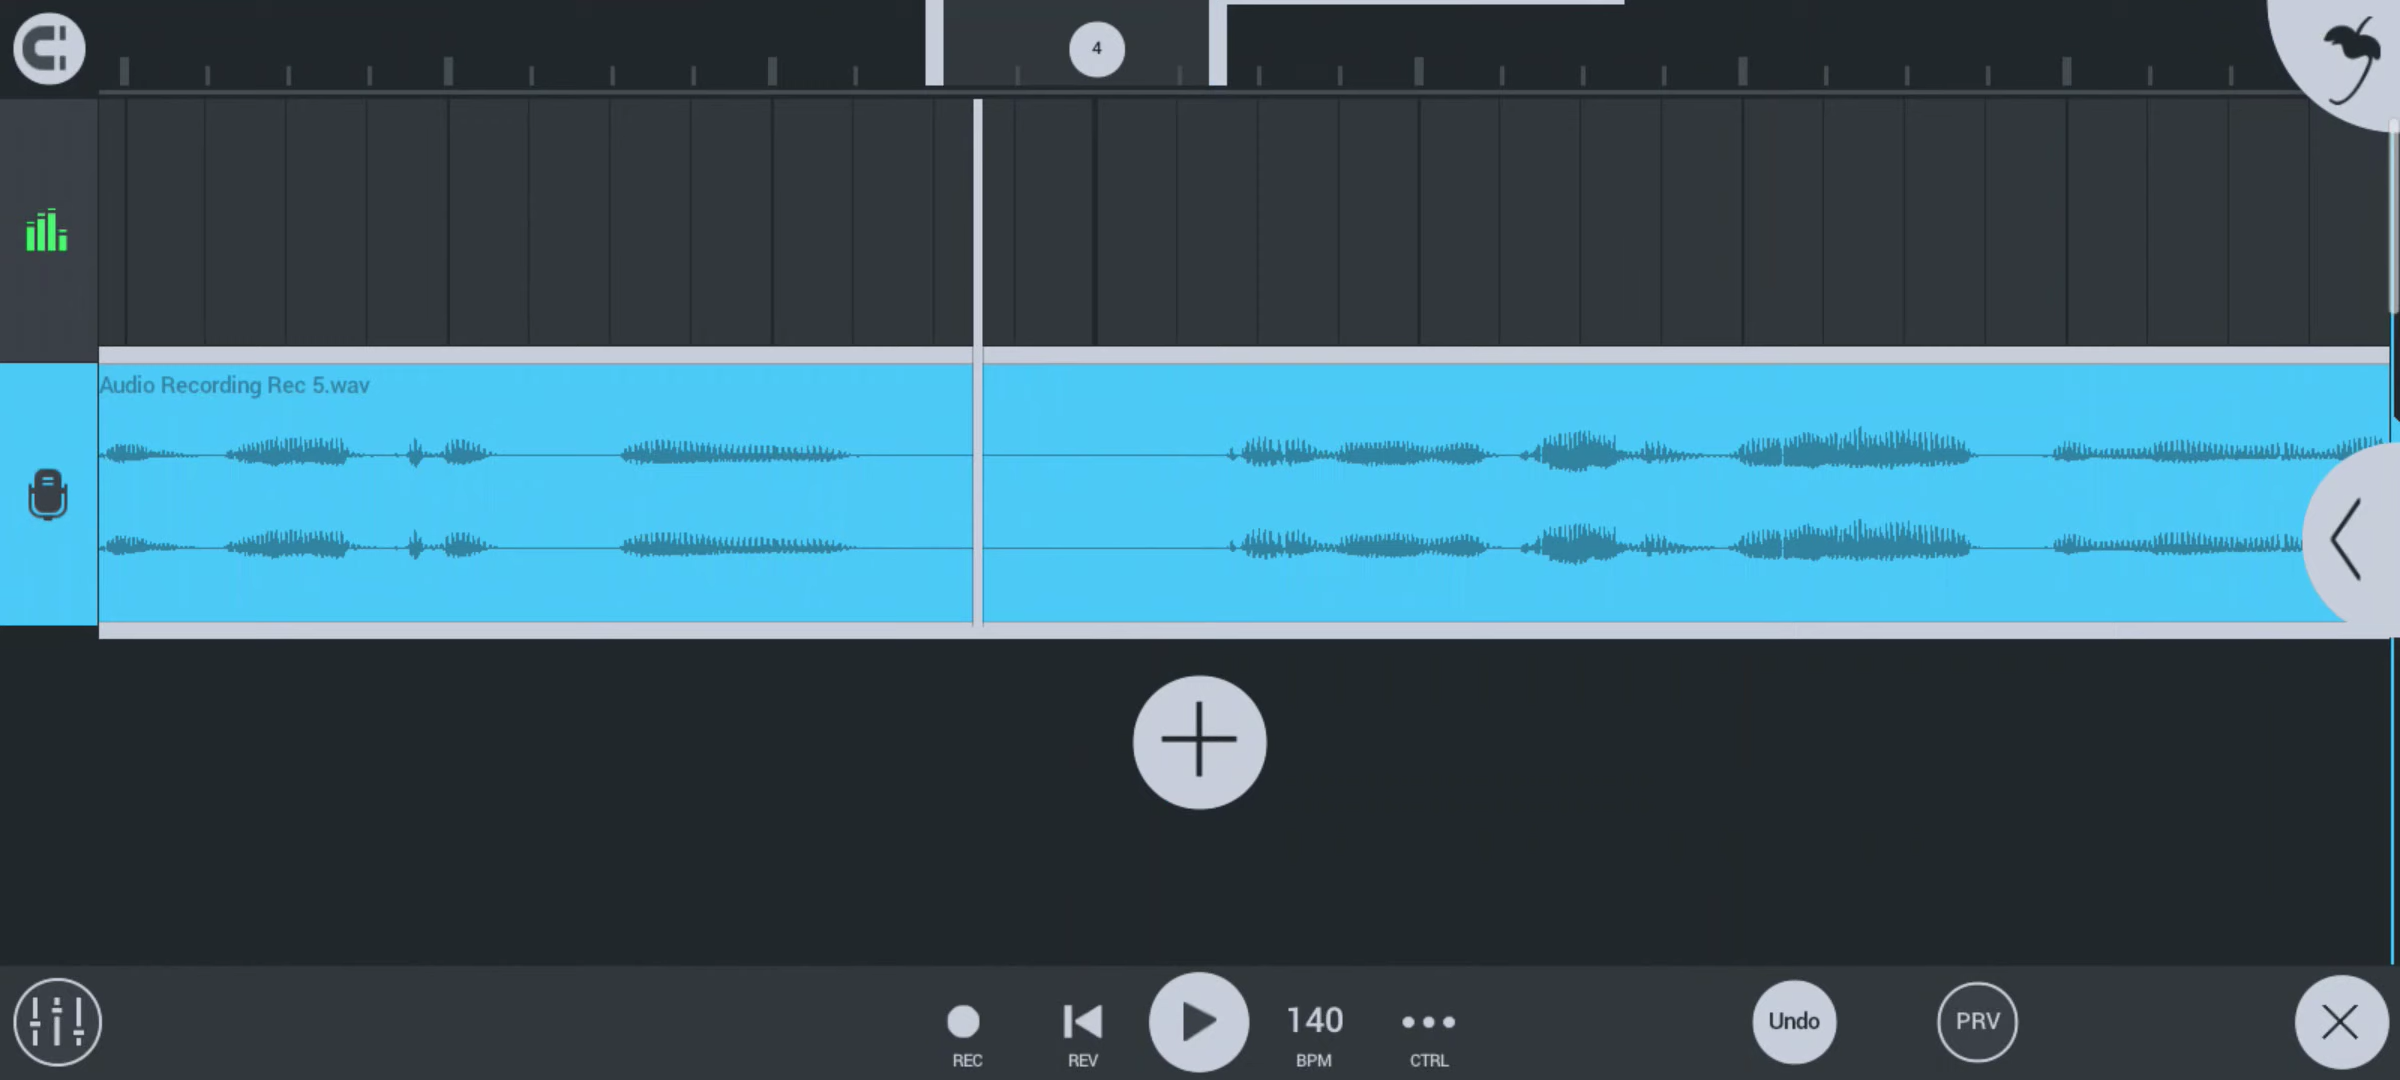 4
Audio Recording Rec 5.wav
140
Undo
PRV
REC
REV
BPM
CTRL